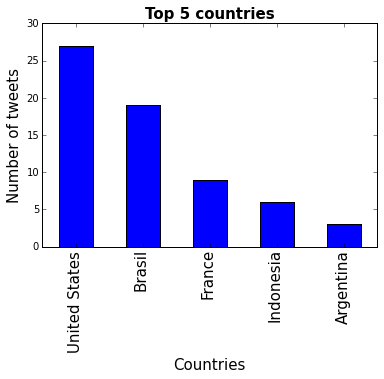 Top 5 countries
30
25
20
15
10
5
0
Number of tweets
United States
Brasil
France
Indonesia
Argentina
Countries